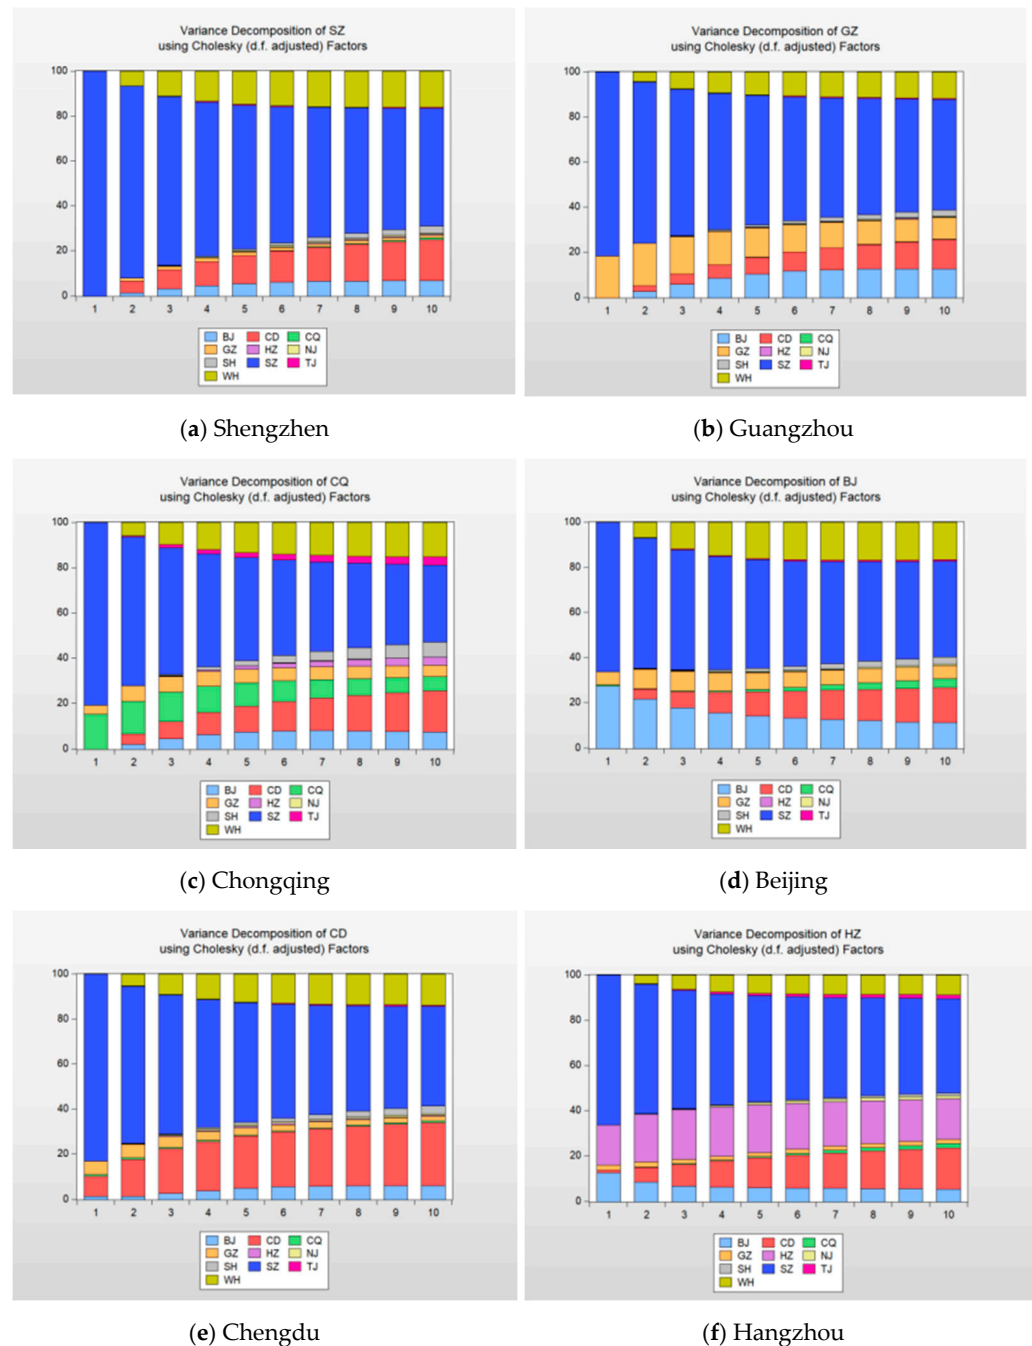 Variance Decomposition of SZ
using Cholesky (d.f. adjusted) Factors
100
80
60
40
20
0
1 2 3 4 5 6 7 8 9 10
BJ CD CQ
GZ HZ NJ
SH SZ TJ
WH
(a) Shengzhen
Variance Decomposition of GZ
using Cholesky (d.f. adjusted) Factors
100
80
60
40
20
0
1 2 3 4 5 6 7 8 9 10
BJ CD CQ
GZ HZ NJ
SH SZ TJ
WH
(b) Guangzhou
Variance Decomposition of CQ
using Cholesky (d.f. adjusted) Factors
100
80
60
40
20
0
1 2 3 4 5 6 7 8 9 10
BJ CD CQ
GZ HZ NJ
SH SZ TJ
WH
(c) Chongqing
Variance Decomposition of BJ
using Cholesky (d.f. adjusted) Factors
100
80
60
40
20
0
1 2 3 4 5 6 7 8 9 10
BJ CD CQ
GZ HZ NJ
SH SZ TJ
WH
(d) Beijing
Variance Decomposition of CD
using Cholesky (d.f. adjusted) Factors
100
80
60
40
20
0
1 2 3 4 5 6 7 8 9 10
BJ CD CQ
GZ HZ NJ
SH SZ TJ
WH
(e) Chengdu
Variance Decomposition of HZ
using Cholesky (d.f. adjusted) Factors
100
80
60
40
20
0
1 2 3 4 5 6 7 8 9 10
BJ CD CQ
GZ HZ NJ
SH SZ TJ
WH
(f) Hangzhou